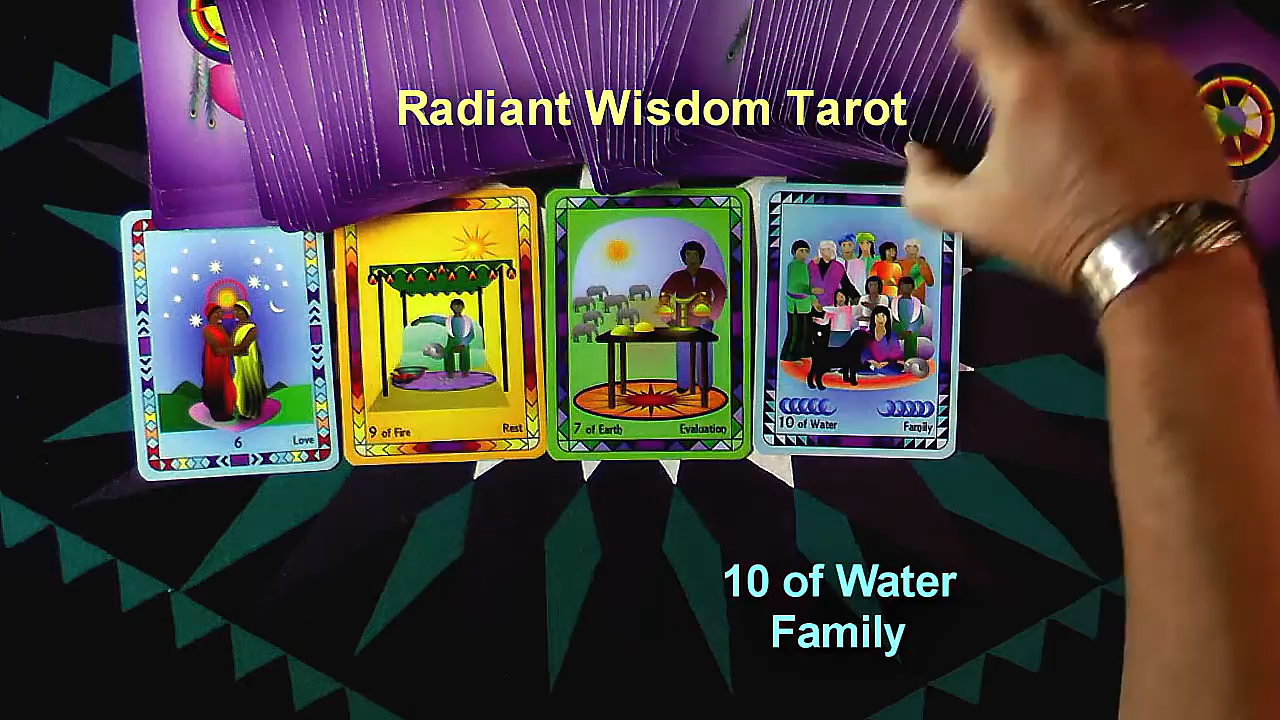 Radiant Wisdom Tarot
6 Love
9 of Fire Rest
7 of Earth Evaluation
10 of Water Family
10 of Water
Family